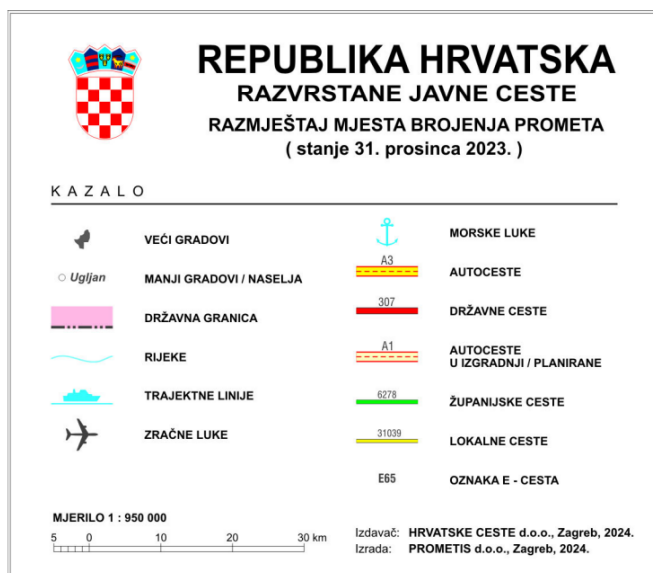 REPUBLIKA HRVATSKA
RAZVRSTANE JAVNE CESTE
RAZMJEŠTAJ MJESTA BROJENJA PROMETA
( stanje 31. prosinca 2023. )
K A Z A L O
VEĆI GRADOVI
Ugljan
MANJI GRADOVI / NASELJA
DRŽAVNA GRANICA
RIJEKE
TRAJEKTNE LINIJE
ZRAČNE LUKE
MORSKE LUKE
A3
AUTOCESTE
307
DRŽAVNE CESTE
A1
AUTOCESTE
U IZGRADNJI / PLANIRANE
6278
ŽUPANIJSKE CESTE
31039
LOKALNE CESTE
E65
OZNAKA E - CESTA
MJERILO 1 : 950 000
5 0 10 20 30 km
Izdavač: HRVATSKE CESTE d.o.o., Zagreb, 2024.
Izrada: PROMETIS d.o.o., Zagreb, 2024.